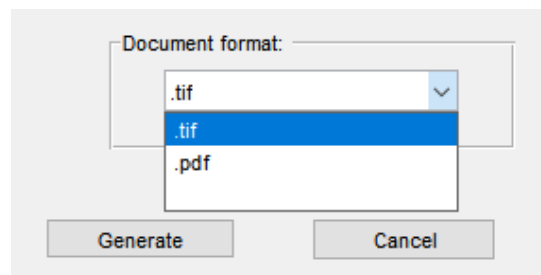 Document format:
.tif
.tif
.pdf
Generate Cancel